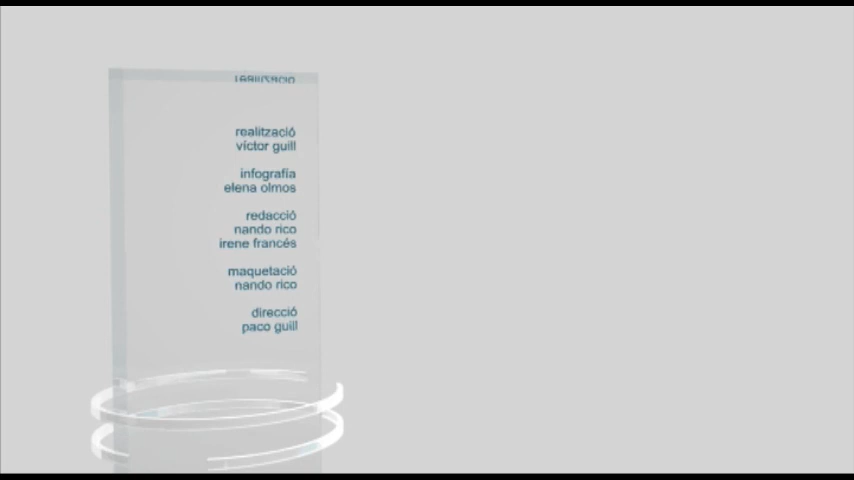 realització
víctor guill
infografía
elena olmos
redacció
nando rico
irene francés
maquetació
nando rico
direcció
paco guill